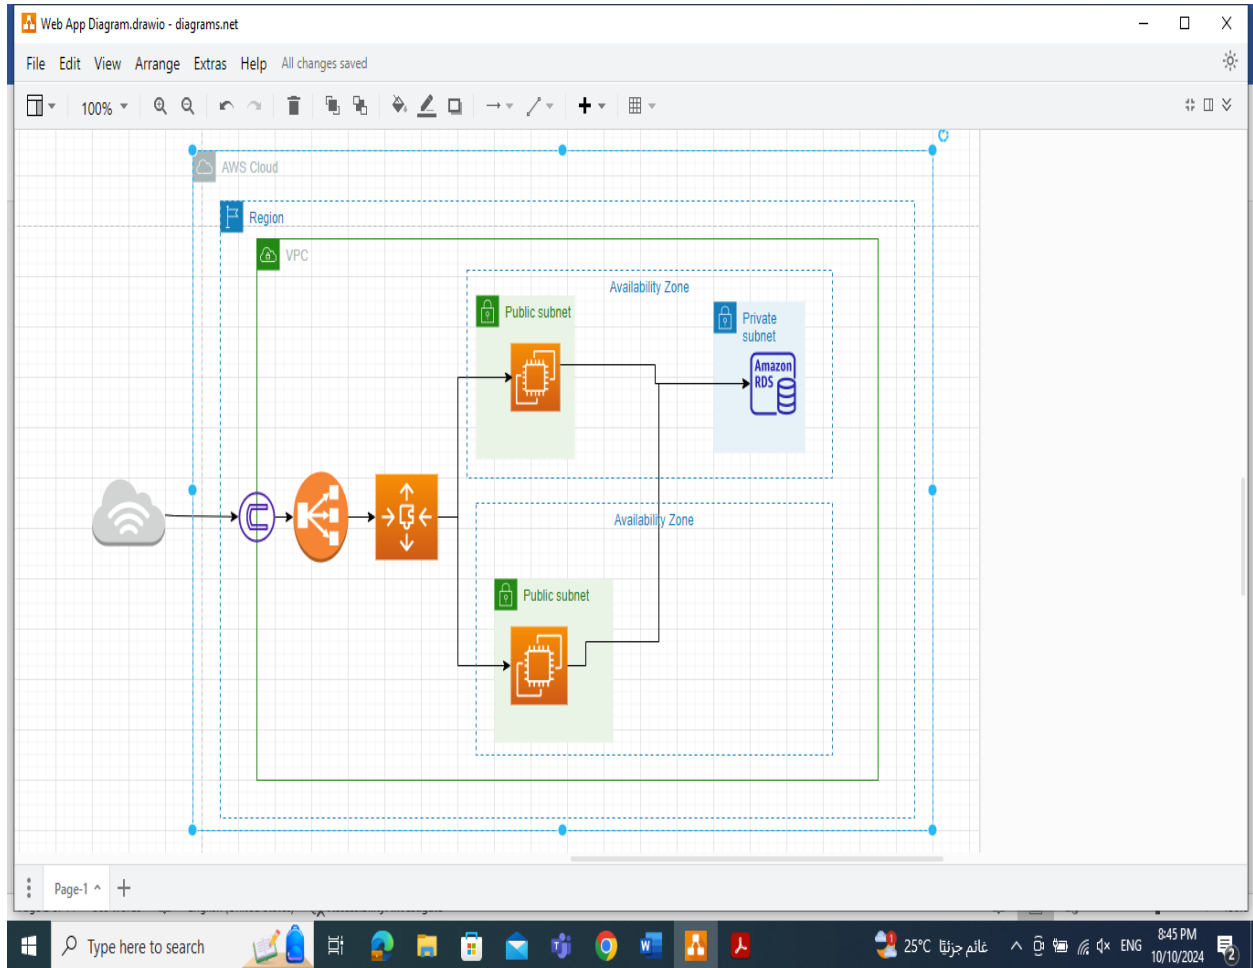 Web App Diagram.drawio - diagrams.net
File Edit View Arrange Extras Help All changes saved
100%
AWS Cloud
Region
VPC
Availability Zone
Public subnet
Private
subnet
Amazon
RDS
Availability Zone
Public subnet
Page-1
Type here to search
25°C غائم جزئيًا
ENG
8:45 PM
10/10/2024
2